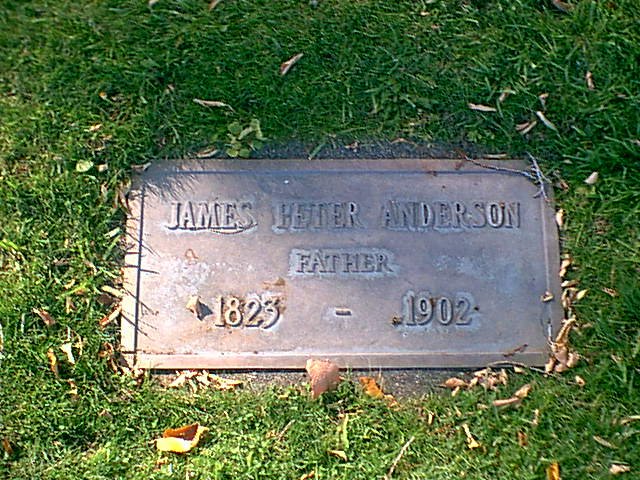 JAMES PETER ANDERSON
FATHER
1823 - 1902